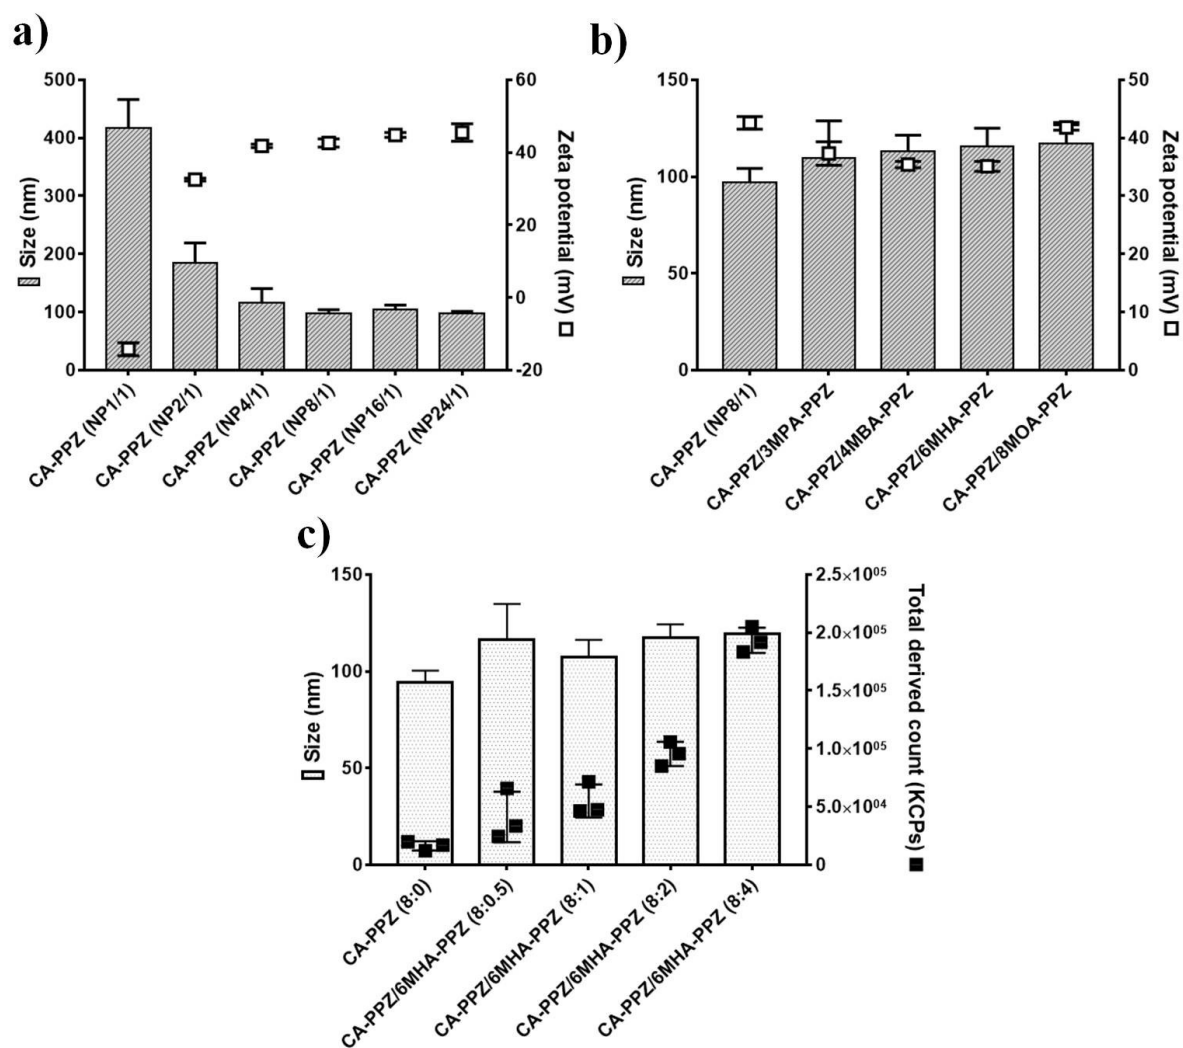 a)
500
400
300
200
100
0
Size (nm)
60
40
20
0
-20
Zeta potential (mV)
CA-PPZ (NP1/1)
CA-PPZ (NP2/1)
CA-PPZ (NP4/1)
CA-PPZ (NP8/1)
CA-PPZ (NP16/1)
CA-PPZ (NP24/1)
b)
150
100
50
0
Size (nm)
50
40
30
20
10
0
Zeta potential (mV)
CA-PPZ (NP8/1)
CA-PPZ/3MPA-PPZ
CA-PPZ/4MBA-PPZ
CA-PPZ/6MHA-PPZ
CA-PPZ/8MOA-PPZ
c)
150
100
50
0
Size (nm)
2.5×10⁰⁵
2.0×10⁰⁵
1.5×10⁰⁵
1.0×10⁰⁵
5.0×10⁰⁴
0
Total derived count (KCPs)
CA-PPZ (8:0)
CA-PPZ/6MHA-PPZ (8:0.5)
CA-PPZ/6MHA-PPZ (8:1)
CA-PPZ/6MHA-PPZ (8:2)
CA-PPZ/6MHA-PPZ (8:4)